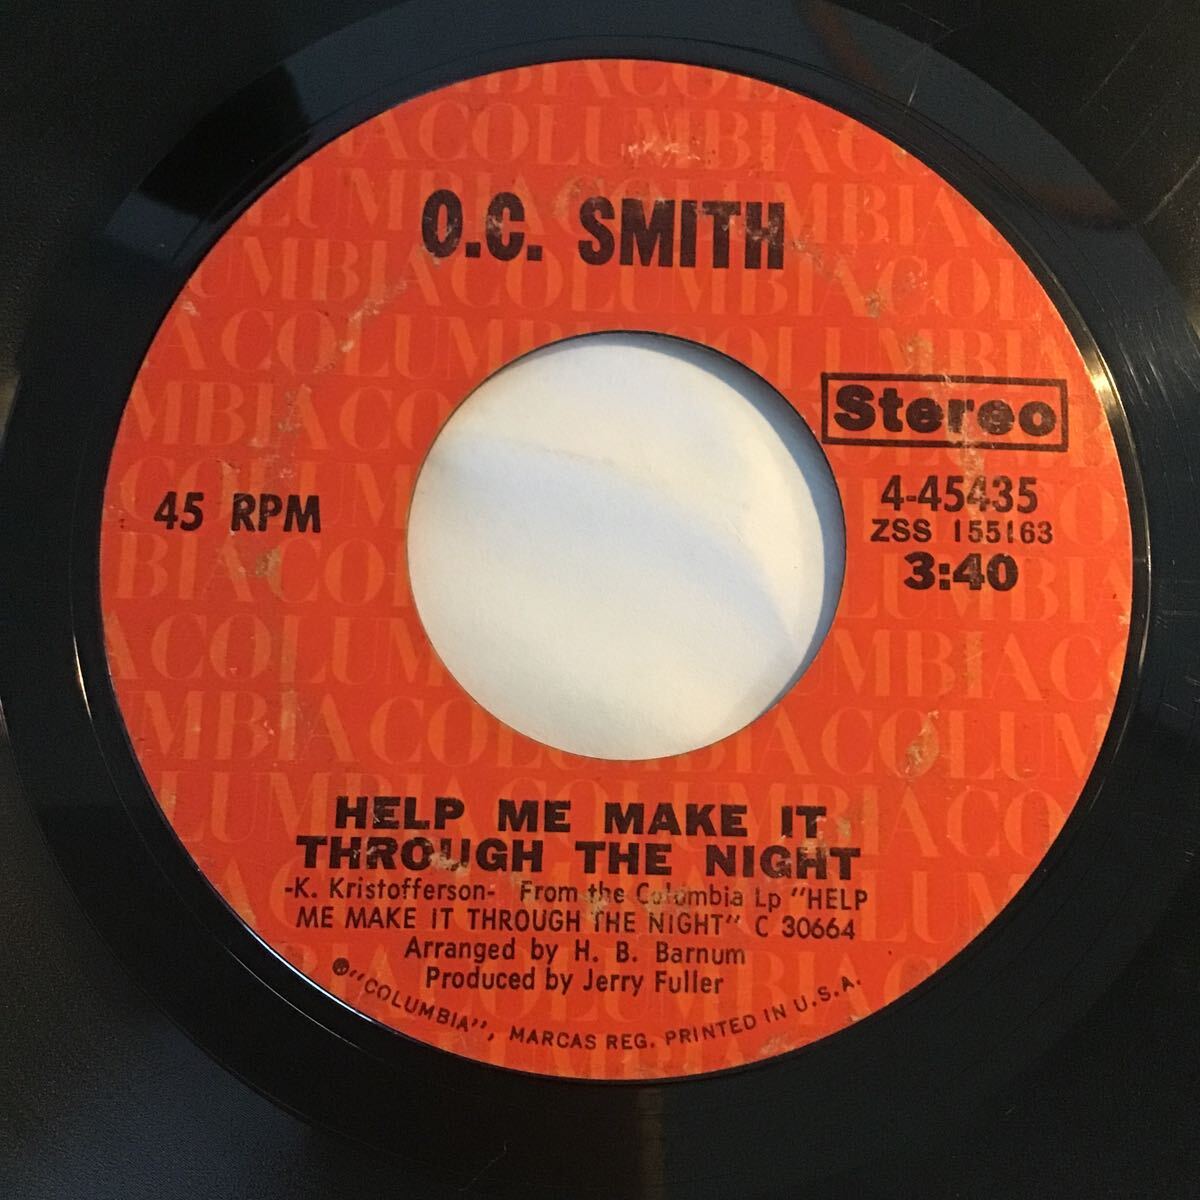 O.C. SMITH
Stereo
45 RPM
4-45435
ZSS 155163
3:40
HELP ME MAKE IT
THROUGH THE NIGHT
-K. Kristofferson- From the Columbia Lp "HELP
ME MAKE IT THROUGH THE NIGHT" C 30664
Arranged by H. B. Barnum
Produced by Jerry Fuller
®"COLUMBIA", MARCAS REG. PRINTED IN U.S.A.